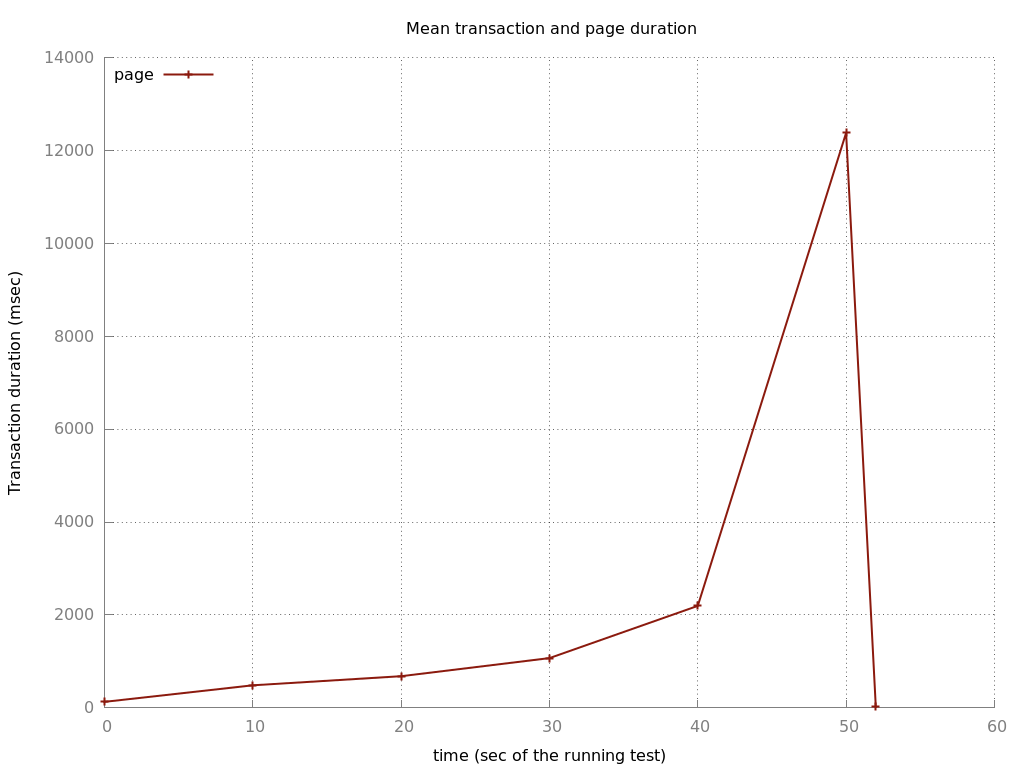 Mean transaction and page duration
14000
page
12000
10000
8000
6000
4000
2000
0
Transaction duration (msec)
0 10 20 30 40 50 60
time (sec of the running test)